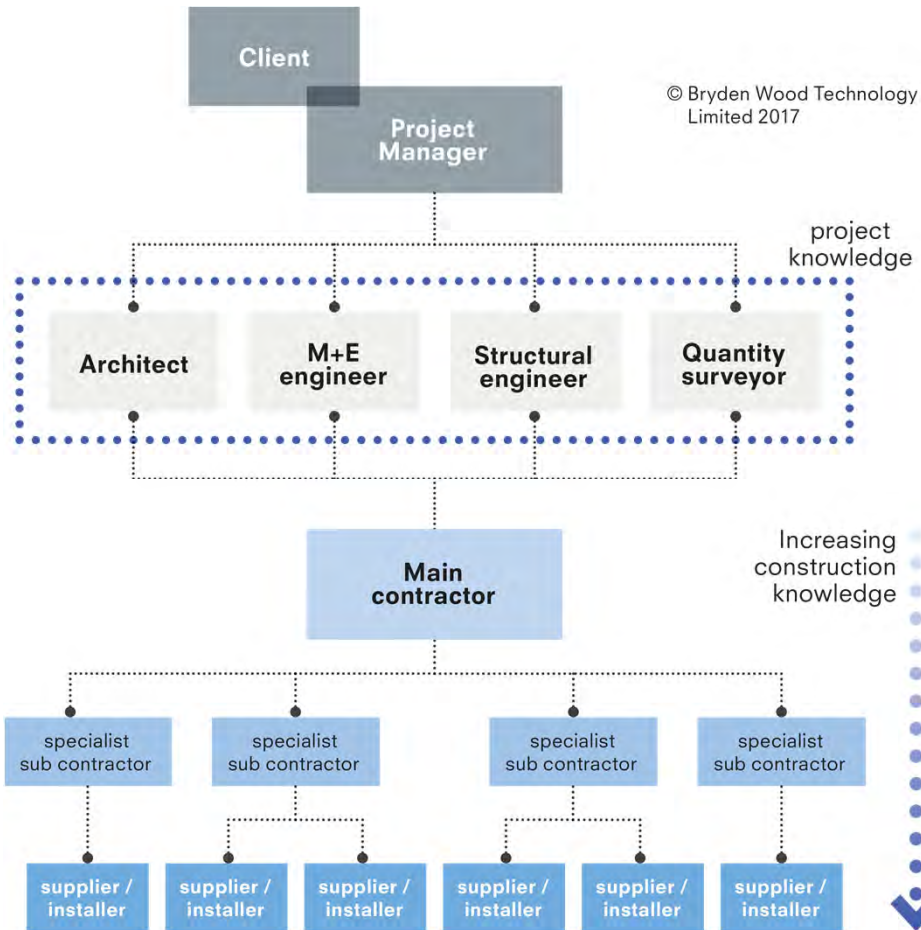 Client
© Bryden Wood Technology
Limited 2017
Project
Manager
project
knowledge
Architect
M+E
engineer
Structural
engineer
Quantity
surveyor
Main
contractor
Increasing
construction
knowledge
specialist
sub contractor
specialist
sub contractor
specialist
sub contractor
specialist
sub contractor
supplier /
installer
supplier /
installer
supplier /
installer
supplier /
installer
supplier /
installer
supplier /
installer